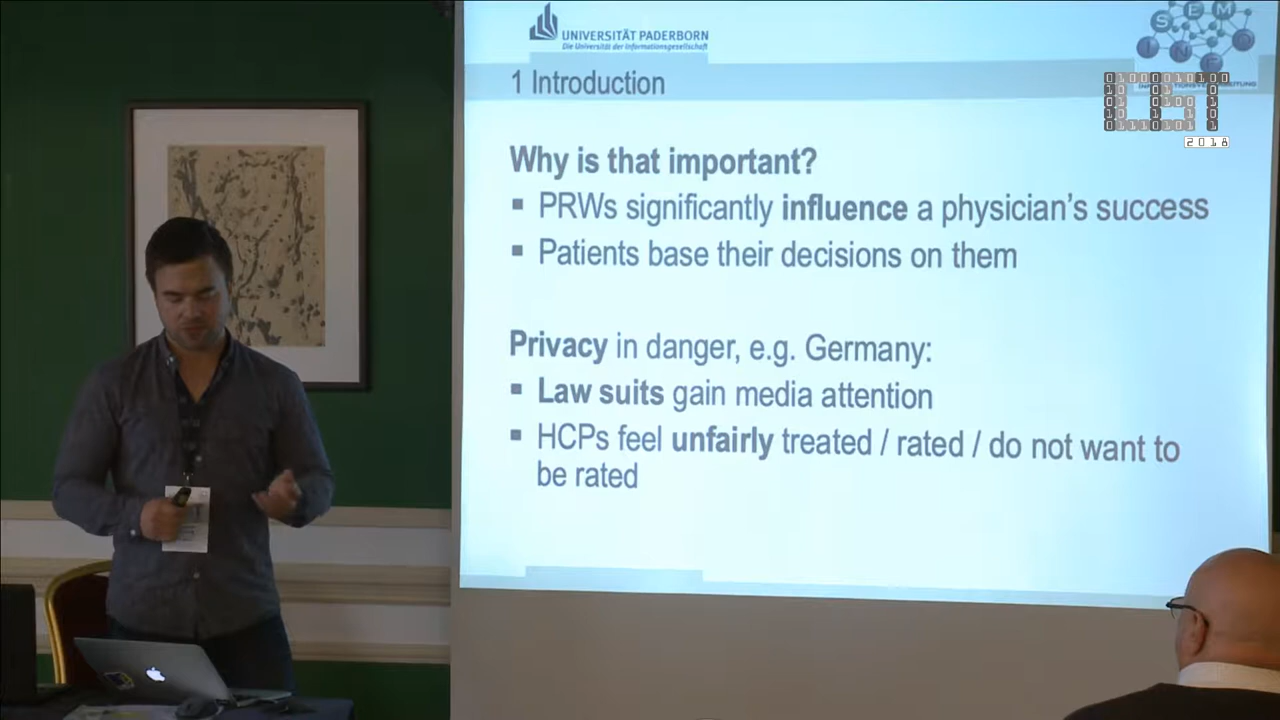 UNIVERSITÄT PADERBORN
Die Universität der Informationsgesellschaft
S E M
I N F
1 Introduction
0100001010 0
2018
Why is that important?
▪ PRWs significantly influence a physician's success
▪ Patients base their decisions on them
Privacy in danger, e.g. Germany:
▪ Law suits gain media attention
▪ HCPs feel unfairly treated / rated / do not want to
be rated